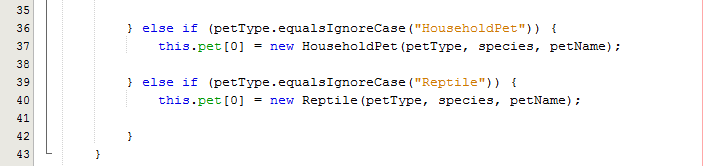 35
36 } else if (petType.equalsIgnoreCase("HouseholdPet")) {
37 this.pet[0] = new HouseholdPet(petType, species, petName);
38
39 } else if (petType.equalsIgnoreCase("Reptile")) {
40 this.pet[0] = new Reptile(petType, species, petName);
41
42 }
43 }